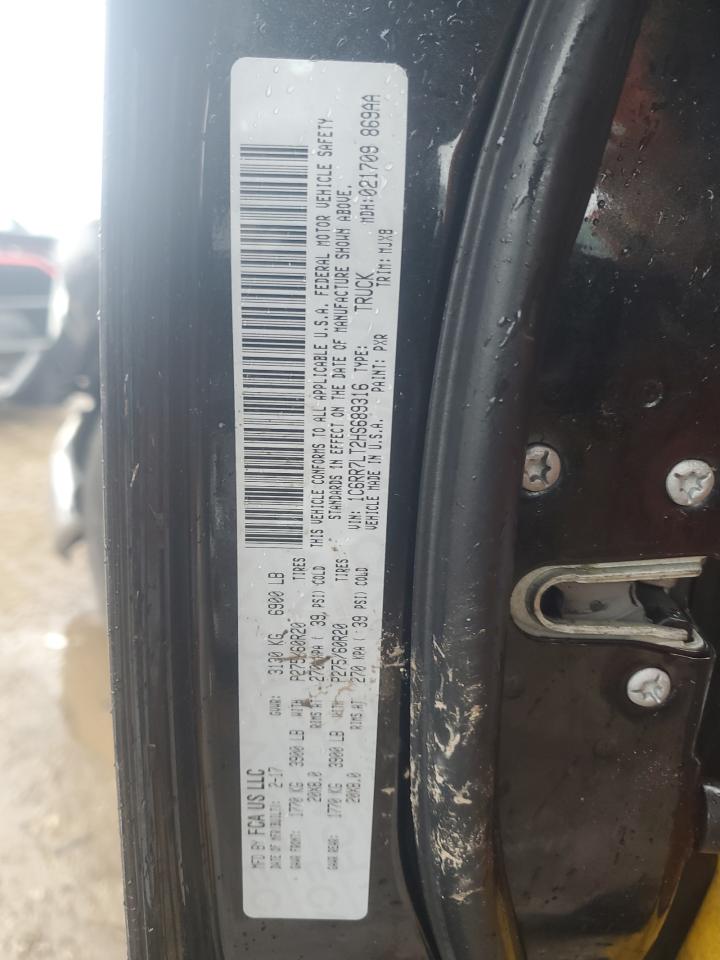 MFD BY FCA US LLC
DATE OF MFR (BUILT): 2-17 GVWR: 3130 KG 6900 LB
GAWR FRONT: 1770 KG 3900 LB WITH P275/60R20 TIRES
20X8.0 RIMS AT 270 KPA ( 39 PSI) COLD
GAWR REAR: 1770 KG 3900 LB WITH P275/60R20 TIRES
20X8.0 RIMS AT 270 KPA ( 39 PSI) COLD
THIS VEHICLE CONFORMS TO ALL APPLICABLE U.S.A. FEDERAL MOTOR VEHICLE SAFETY
STANDARDS IN EFFECT ON THE DATE OF MANUFACTURE SHOWN ABOVE.
VIN: 1C6RR7LT2HS689316 TYPE: TRUCK MDH:021709 869AA
VEHICLE MADE IN U.S.A. PAINT: PXR TRIM: MJX8